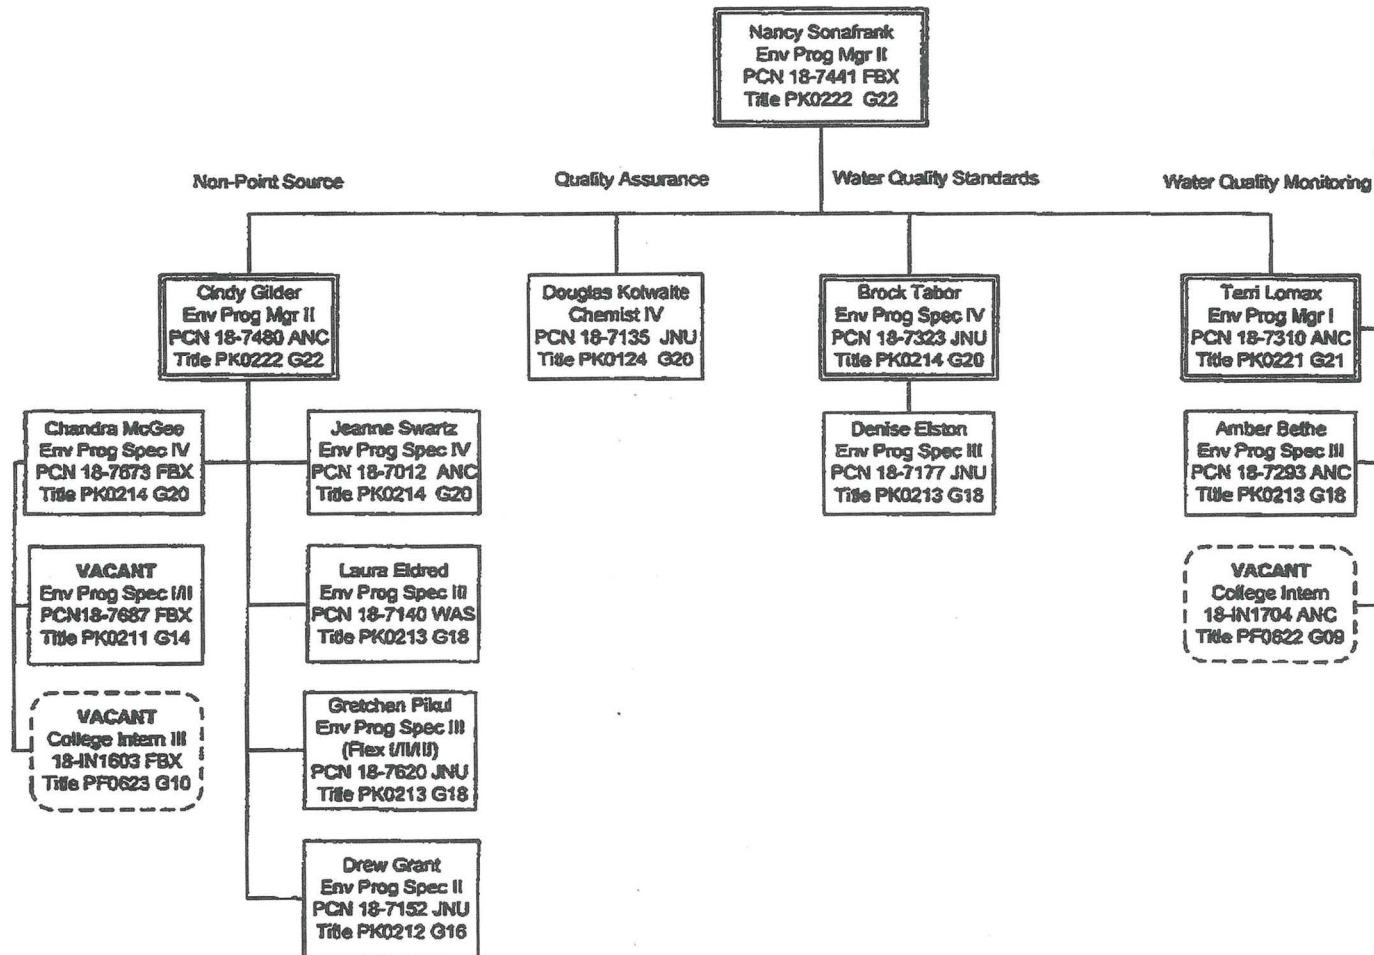 Nancy Sonafrank
Env Prog Mgr II
PCN 18-7441 FBX
Title PK0222 G22
Non-Point Source
Quality Assurance
Water Quality Standards
Water Quality Monitoring
Cindy Gilder
Env Prog Mgr II
PCN 18-7480 ANC
Title PK0222 G22
Douglas Kolwaite
Chemist IV
PCN 18-7135 JNU
Title PK0124 G20
Brock Tabor
Env Prog Spec IV
PCN 18-7323 JNU
Title PK0214 G20
Terri Lomax
Env Prog Mgr I
PCN 18-7310 ANC
Title PK0221 G21
Chandra McGee
Env Prog Spec IV
PCN 18-7673 FBX
Title PK0214 G20
Jeanne Swartz
Env Prog Spec IV
PCN 18-7012 ANC
Title PK0214 G20
Denise Elston
Env Prog Spec III
PCN 18-7177 JNU
Title PK0213 G18
Amber Bethe
Env Prog Spec III
PCN 18-7293 ANC
Title PK0213 G18
VACANT
Env Prog Spec I/II
PCN18-7687 FBX
Title PK0211 G14
Laura Eldred
Env Prog Spec III
PCN 18-7140 WAS
Title PK0213 G18
VACANT
College Intern
18-IN1704 ANC
Title PF0622 G09
VACANT
College Intern III
18-IN1603 FBX
Title PF0623 G10
Gretchen Pikul
Env Prog Spec III
(Flex I/II/III)
PCN 18-7620 JNU
Title PK0213 G18
Drew Grant
Env Prog Spec II
PCN 18-7152 JNU
Title PK0212 G16